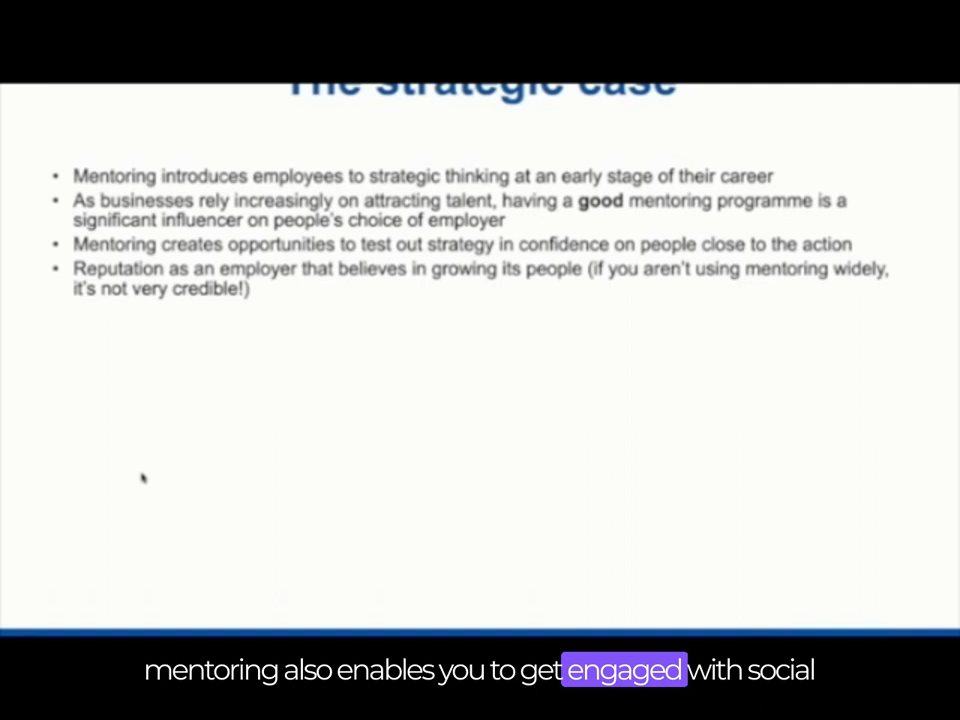 The strategic case
• Mentoring introduces employees to strategic thinking at an early stage of their career
• As businesses rely increasingly on attracting talent, having a good mentoring programme is a
significant influencer on people's choice of employer
• Mentoring creates opportunities to test out strategy in confidence on people close to the action
• Reputation as an employer that believes in growing its people (if you aren't using mentoring widely,
it's not very credible!)
mentoring also enables you to get engaged with social